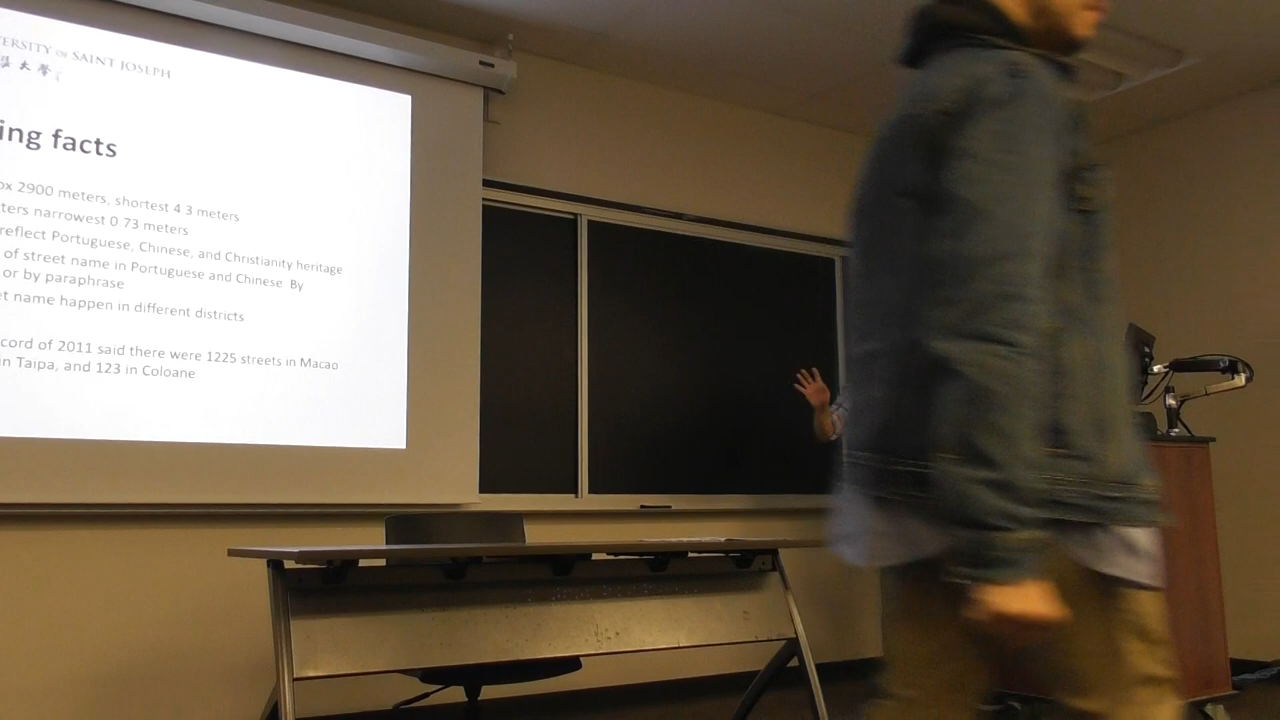 ERSITY OF SAINT JOSEPH
大學
ing facts
ox 2900 meters, shortest 4 3 meters
ters narrowest 0 73 meters
reflect Portuguese, Chinese, and Christianity heritage
of street name in Portuguese and Chinese By
or by paraphrase
et name happen in different districts
cord of 2011 said there were 1225 streets in Macao
in Taipa, and 123 in Coloane